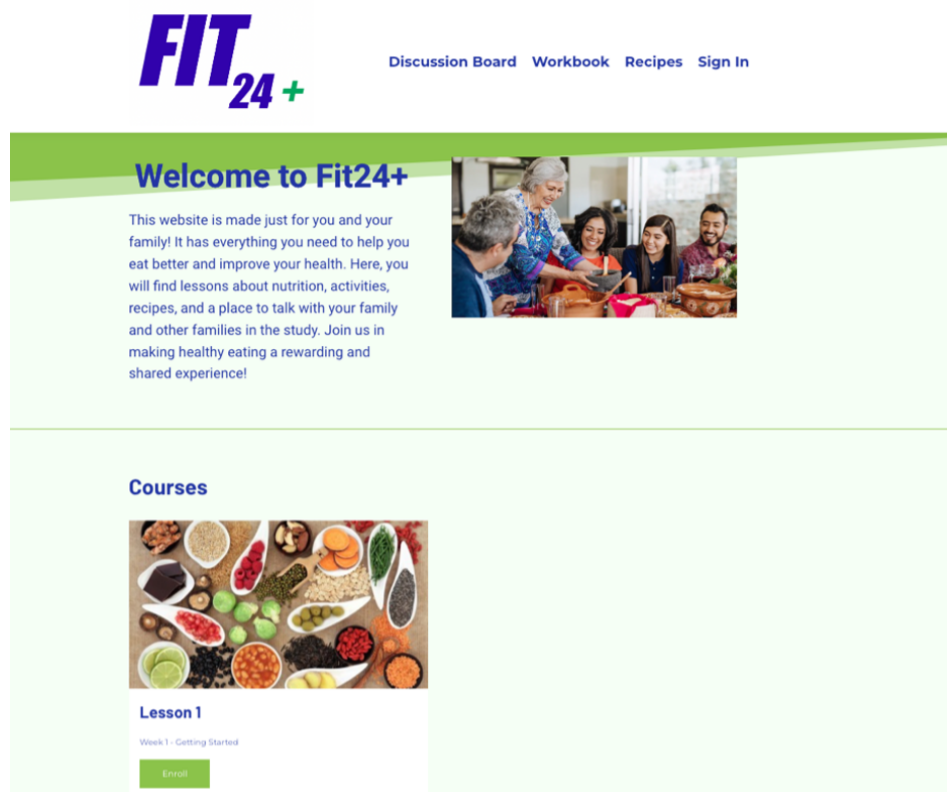 FIT
24 +
Discussion Board Workbook Recipes Sign In
Welcome to Fit24+
This website is made just for you and your
family! It has everything you need to help you
eat better and improve your health. Here, you
will find lessons about nutrition, activities,
recipes, and a place to talk with your family
and other families in the study. Join us in
making healthy eating a rewarding and
shared experience!
Courses
Lesson 1
Week 1 - Getting Started
Enroll